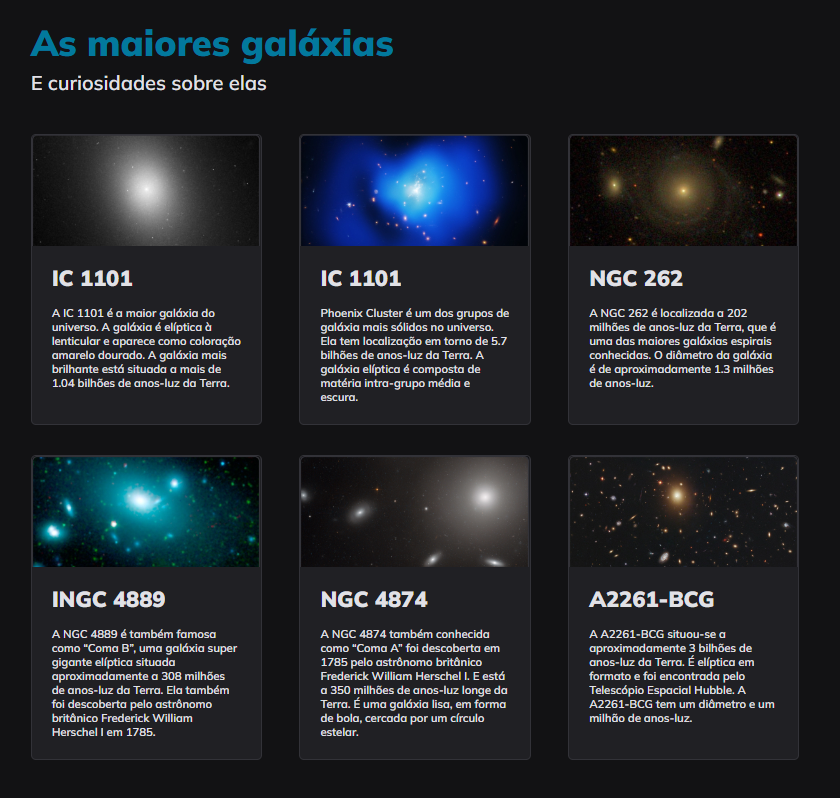 As maiores galáxias
E curiosidades sobre elas
IC 1101
A IC 1101 é a maior galáxia do
universo. A galáxia é elíptica à
lenticular e aparece como coloração
amarelo dourado. A galáxia mais
brilhante está situada a mais de
1.04 bilhões de anos-luz da Terra.
IC 1101
Phoenix Cluster é um dos grupos de
galáxia mais sólidos no universo.
Ela tem localização em torno de 5.7
bilhões de anos-luz da Terra. A
galáxia elíptica é composta de
matéria intra-grupo média e
escura.
NGC 262
A NGC 262 é localizada a 202
milhões de anos-luz da Terra, que é
uma das maiores galáxias espirais
conhecidas. O diâmetro da galáxia
é de aproximadamente 1.3 milhões
de anos-luz.
INGC 4889
A NGC 4889 é também famosa
como “Coma B”, uma galáxia super
gigante elíptica situada
aproximadamente a 308 milhões
de anos-luz da Terra. Ela também
foi descoberta pelo astrônomo
britânico Frederick William
Herschel I em 1785.
NGC 4874
A NGC 4874 também conhecida
como “Coma A” foi descoberta em
1785 pelo astrônomo britânico
Frederick William Herschel I. E está
a 350 milhões de anos-luz longe da
Terra. É uma galáxia lisa, em forma
de bola, cercada por um círculo
estelar.
A2261-BCG
A A2261-BCG situou-se a
aproximadamente 3 bilhões de
anos-luz da Terra. É elíptica em
formato e foi encontrada pelo
Telescópio Espacial Hubble. A
A2261-BCG tem um diâmetro e um
milhão de anos-luz.